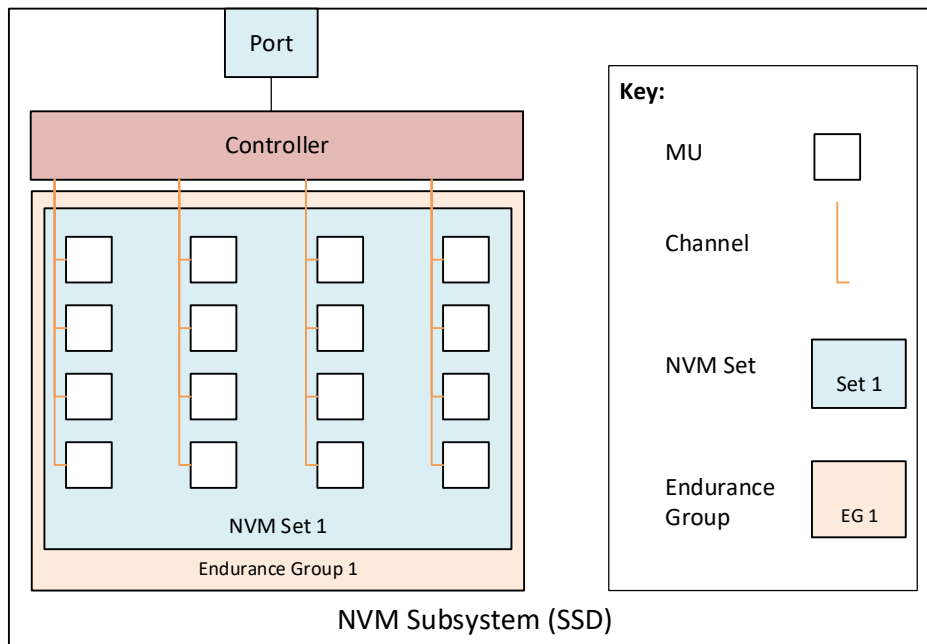 Port
Controller
NVM Set 1
Endurance Group 1
NVM Subsystem (SSD)
Key:
MU
Channel
NVM Set
Set 1
Endurance
Group
EG 1